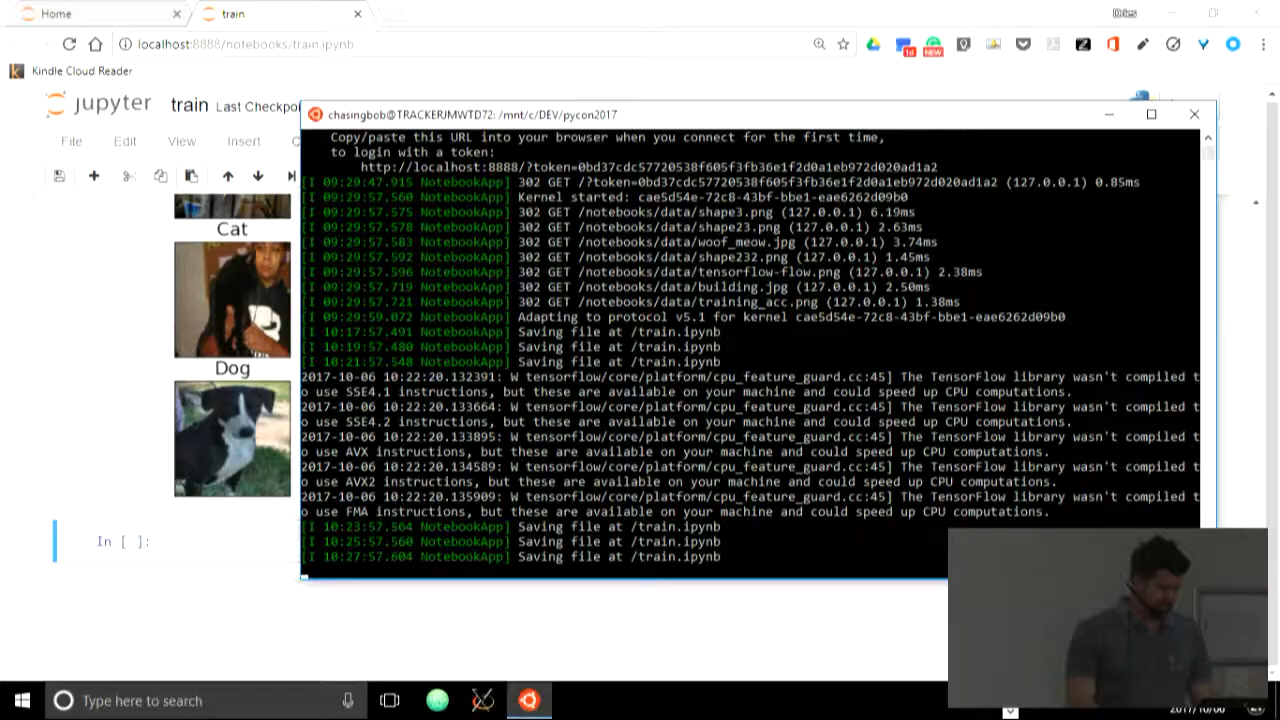 Home
train
localhost:8888/notebooks/train.ipynb
1d
NEW
Kindle Cloud Reader
jupyter train Last Checkpo
File Edit View Insert C
chasingbob@TRACKERJMWTD72: /mnt/c/DEV/pycon2017
Copy/paste this URL into your browser when you connect for the first time,
to login with a token:
http://localhost:8888/?token=0bd37cdc57720538f605f3fb36e1f2d0a1eb972d020ad1a2
[I 09:29:47.915 NotebookApp] 302 GET /?token=0bd37cdc57720538f605f3fb36e1f2d0a1eb972d020ad1a2 (127.0.0.1) 0.85ms
[I 09:29:57.560 NotebookApp] Kernel started: cae5d54e-72c8-43bf-bbe1-eae6262d09b0
[I 09:29:57.575 NotebookApp] 302 GET /notebooks/data/shape3.png (127.0.0.1) 6.19ms
[I 09:29:57.578 NotebookApp] 302 GET /notebooks/data/shape23.png (127.0.0.1) 2.63ms
[I 09:29:57.583 NotebookApp] 302 GET /notebooks/data/woof_meow.jpg (127.0.0.1) 3.74ms
[I 09:29:57.592 NotebookApp] 302 GET /notebooks/data/shape232.png (127.0.0.1) 1.45ms
[I 09:29:57.596 NotebookApp] 302 GET /notebooks/data/tensorflow-flow.png (127.0.0.1) 2.38ms
[I 09:29:57.719 NotebookApp] 302 GET /notebooks/data/building.jpg (127.0.0.1) 2.50ms
[I 09:29:57.721 NotebookApp] 302 GET /notebooks/data/training_acc.png (127.0.0.1) 1.38ms
[I 09:29:59.072 NotebookApp] Adapting to protocol v5.1 for kernel cae5d54e-72c8-43bf-bbe1-eae6262d09b0
[I 10:17:57.491 NotebookApp] Saving file at /train.ipynb
[I 10:19:57.480 NotebookApp] Saving file at /train.ipynb
[I 10:21:57.548 NotebookApp] Saving file at /train.ipynb
2017-10-06 10:22:20.132391: W tensorflow/core/platform/cpu_feature_guard.cc:45] The TensorFlow library wasn't compiled t
o use SSE4.1 instructions, but these are available on your machine and could speed up CPU computations.
2017-10-06 10:22:20.133664: W tensorflow/core/platform/cpu_feature_guard.cc:45] The TensorFlow library wasn't compiled t
o use SSE4.2 instructions, but these are available on your machine and could speed up CPU computations.
2017-10-06 10:22:20.133895: W tensorflow/core/platform/cpu_feature_guard.cc:45] The TensorFlow library wasn't compiled t
o use AVX instructions, but these are available on your machine and could speed up CPU computations.
2017-10-06 10:22:20.134589: W tensorflow/core/platform/cpu_feature_guard.cc:45] The TensorFlow library wasn't compiled t
o use AVX2 instructions, but these are available on your machine and could speed up CPU computations.
2017-10-06 10:22:20.135909: W tensorflow/core/platform/cpu_feature_guard.cc:45] The TensorFlow library wasn't compiled t
o use FMA instructions, but these are available on your machine and could speed up CPU computations.
[I 10:23:57.564 NotebookApp] Saving file at /train.ipynb
[I 10:25:57.560 NotebookApp] Saving file at /train.ipynb
[I 10:27:57.604 NotebookApp] Saving file at /train.ipynb
Cat
Dog
In [ ]:
Type here to search
2017/10/06